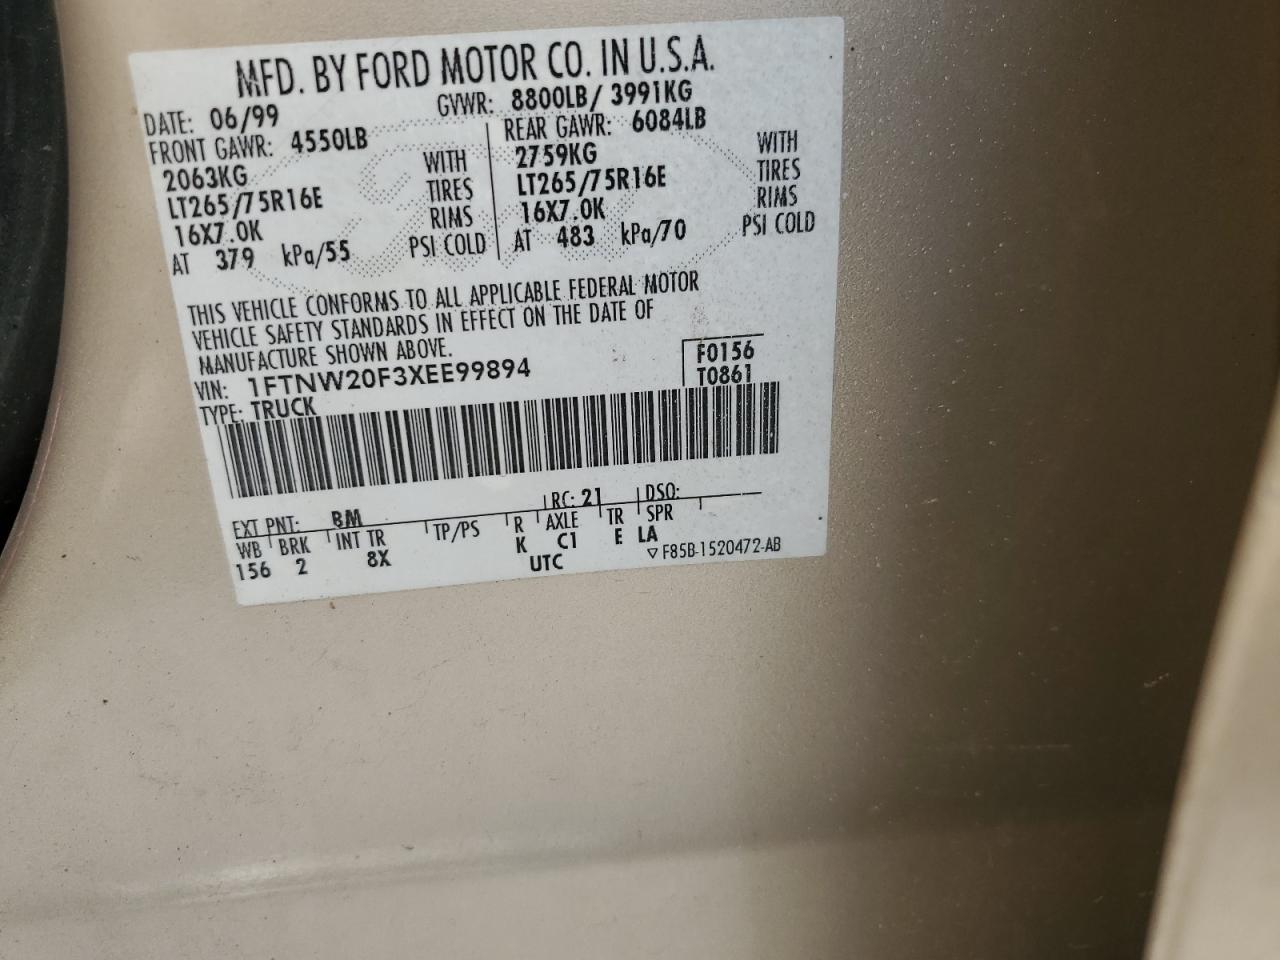 MFD. BY FORD MOTOR CO. IN U.S.A.
DATE: 06/99 GVWR: 8800LB/ 3991KG
FRONT GAWR: 4550LB REAR GAWR: 6084LB
2063KG WITH 2759KG WITH
LT265/75R16E TIRES LT265/75R16E TIRES
16X7.0K RIMS 16X7.0K RIMS
AT 379 kPa/55 PSI COLD AT 483 kPa/70 PSI COLD
THIS VEHICLE CONFORMS TO ALL APPLICABLE FEDERAL MOTOR
VEHICLE SAFETY STANDARDS IN EFFECT ON THE DATE OF
MANUFACTURE SHOWN ABOVE.
VIN: 1FTNW20F3XEE99894 F0156
TYPE: TRUCK T0861
EXT PNT: BM RC: 21 DSO:
WB BRK INT TR TP/PS R AXLE TR SPR
156 2 8X K C1 E LA
UTC ▽ F85B-1520472-AB